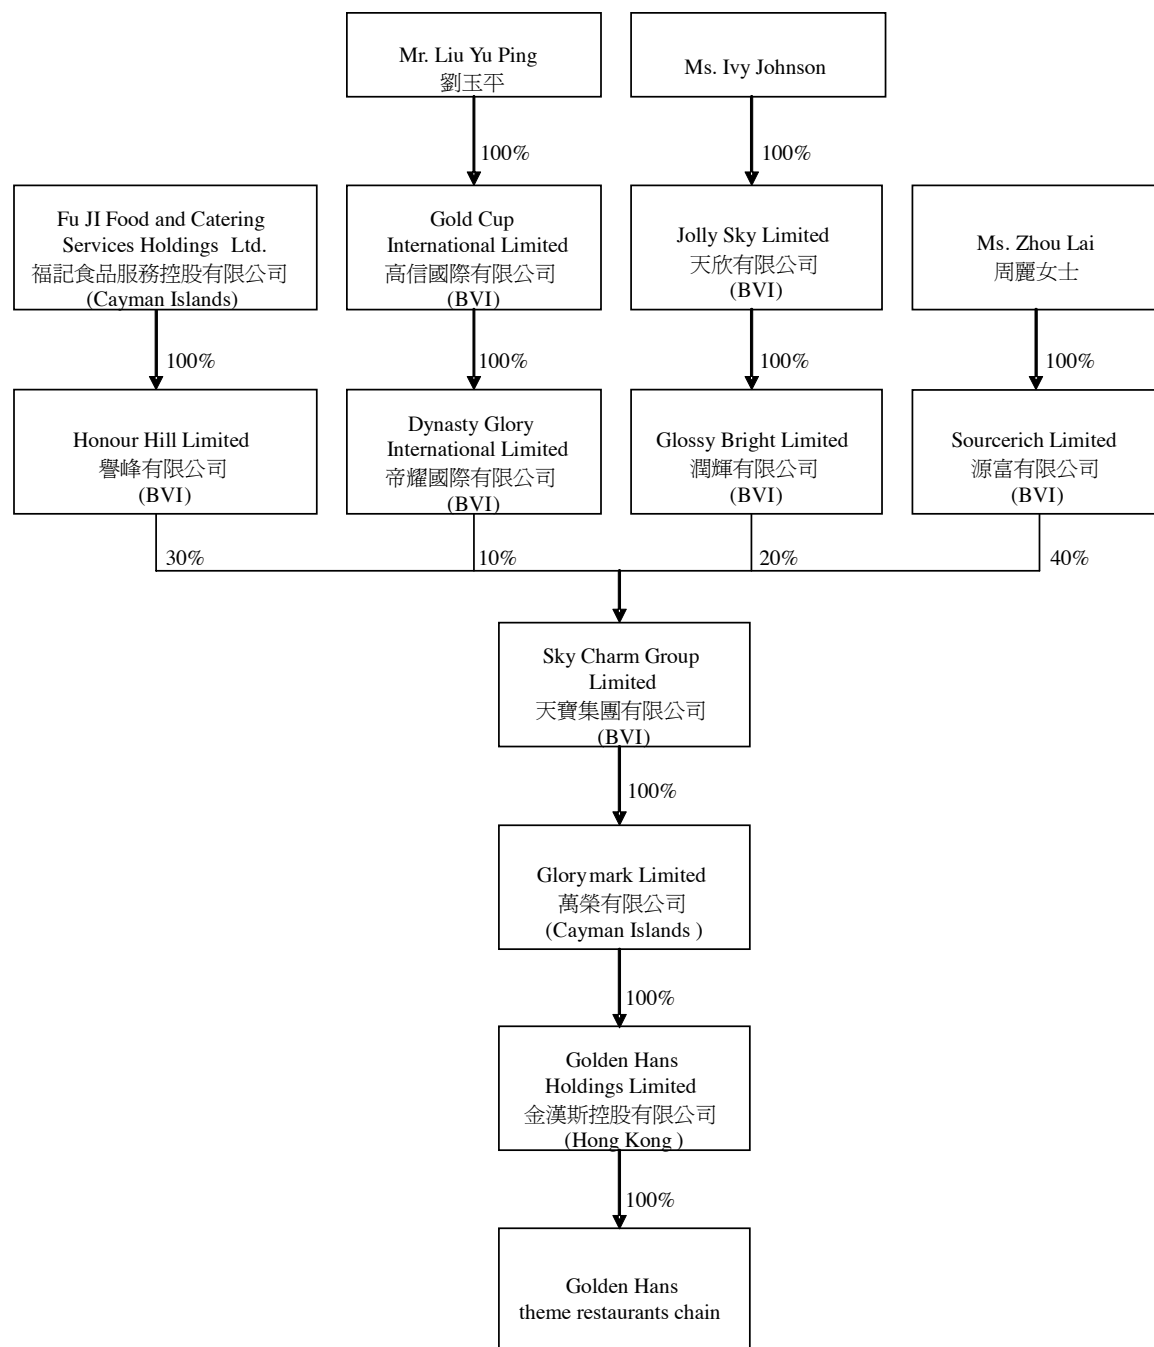 Mr. Liu Yu Ping
劉玉平
Ms. Ivy Johnson
100%
100%
Fu JI Food and Catering
Services Holdings Ltd.
福記食品服務控股有限公司
(Cayman Islands)
Gold Cup
International Limited
高信國際有限公司
(BVI)
Jolly Sky Limited
天欣有限公司
(BVI)
Ms. Zhou Lai
周麗女士
100%
100%
100%
100%
Honour Hill Limited
譽峰有限公司
(BVI)
Dynasty Glory
International Limited
帝耀國際有限公司
(BVI)
Glossy Bright Limited
潤輝有限公司
(BVI)
Sourcerich Limited
源富有限公司
(BVI)
30%
10%
20%
40%
Sky Charm Group
Limited
天寶集團有限公司
(BVI)
100%
Glorymark Limited
萬榮有限公司
(Cayman Islands )
100%
Golden Hans
Holdings Limited
金漢斯控股有限公司
(Hong Kong )
100%
Golden Hans
theme restaurants chain